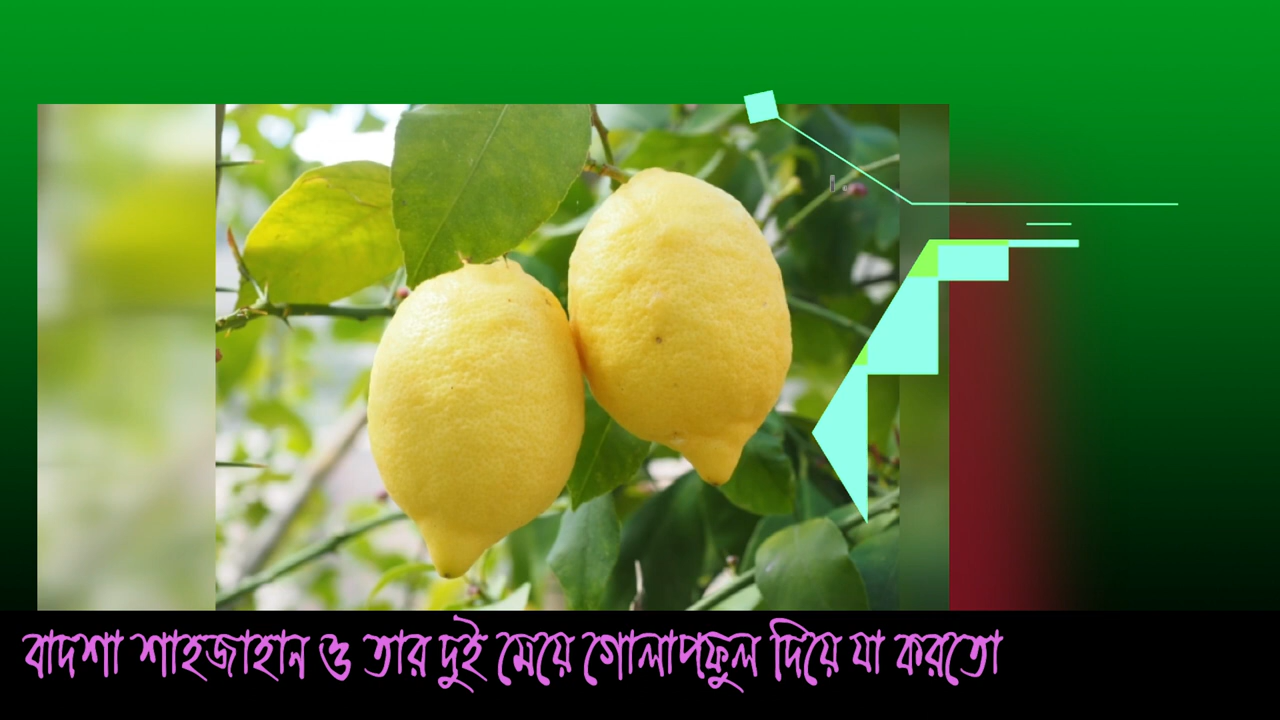 বাদশা শাহজাহান ও তার দুই মেয়ে গোলাপফুল দিয়ে যা করতো